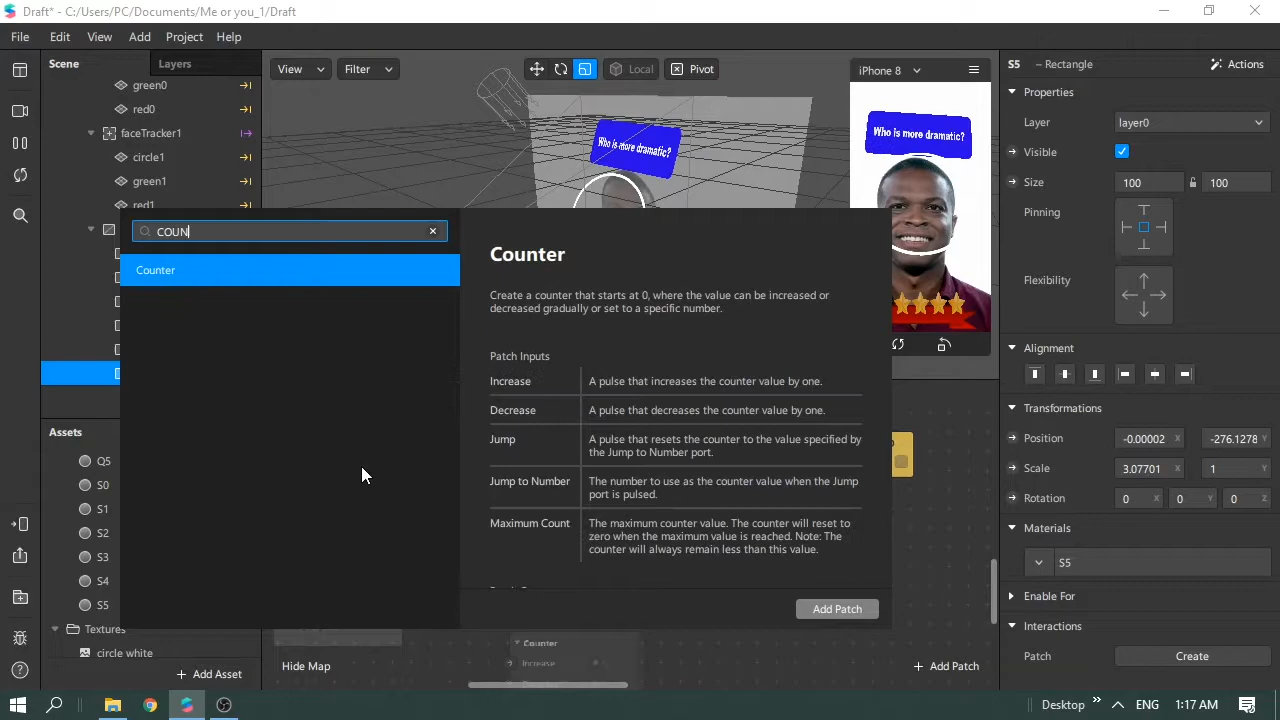 Draft* - C:/Users/PC/Documents/Me or you_1/Draft
File Edit View Add Project Help
Scene Layers
green0
red0
faceTracker1
circle1
green1
red1
Assets
Q5
S0
S1
S2
S3
S4
S5
Textures
circle white
+ Add Asset
View Filter Local Pivot
Who is more dramatic?
iPhone 8
Who is more dramatic?
COUN
Counter
Counter
Create a counter that starts at 0, where the value can be increased or
decreased gradually or set to a specific number.
Patch Inputs
Increase A pulse that increases the counter value by one.
Decrease A pulse that decreases the counter value by one.
Jump A pulse that resets the counter to the value specified by
the Jump to Number port.
Jump to Number The number to use as the counter value when the Jump
port is pulsed.
Maximum Count The maximum counter value. The counter will reset to
zero when the maximum value is reached. Note: The
counter will always remain less than this value.
Add Patch
Counter
Increase
Hide Map
+ Add Patch
S5 – Rectangle Actions
Properties
Layer layer0
Visible
Size 100 100
Pinning
Flexibility
Alignment
Transformations
Position -0.00002 X -276.1278 Y
Scale 3.07701 X 1 Y
Rotation 0 X 0 Y 0 Z
Materials
S5
Enable For
Interactions
Patch Create
Desktop ENG 1:17 AM